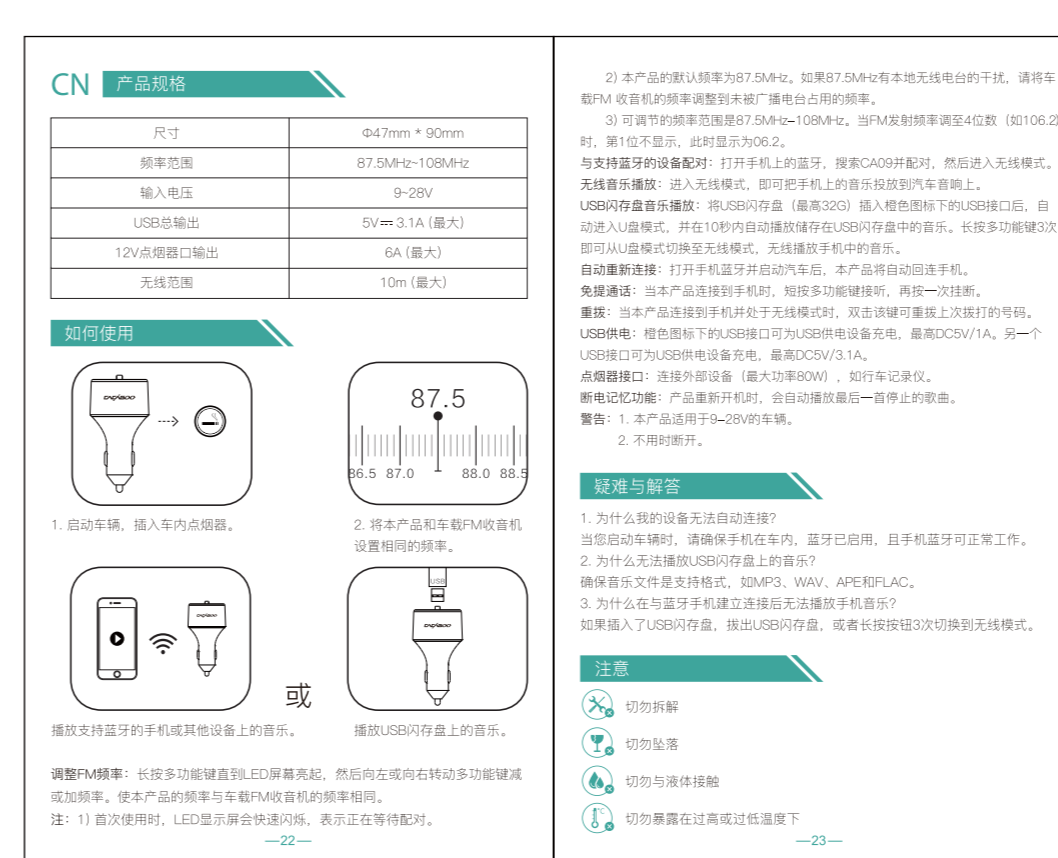 CN 产品规格
尺寸 Φ47mm * 90mm
频率范围 87.5MHz~108MHz
输入电压 9~28V
USB总输出 5V⎓3.1A (最大)
12V点烟器口输出 6A (最大)
无线范围 10m (最大)
如何使用
87.5
86.5 87.0 88.0 88.5
1. 启动车辆，插入车内点烟器。
2. 将本产品和车载FM收音机
设置相同的频率。
USB
或
播放支持蓝牙的手机或其他设备上的音乐。
播放USB闪存盘上的音乐。
调整FM频率：长按多功能键直到LED屏幕亮起，然后向左或向右转动多功能键减
或加频率。使本产品的频率与车载FM收音机的频率相同。
注：1) 首次使用时，LED显示屏会快速闪烁，表示正在等待配对。
—22—
2) 本产品的默认频率为87.5MHz。如果87.5MHz有本地无线电台的干扰，请将车
载FM 收音机的频率调整到未被广播电台占用的频率。
3) 可调节的频率范围是87.5MHz–108MHz。当FM发射频率调至4位数（如106.2)
时，第1位不显示，此时显示为06.2。
与支持蓝牙的设备配对：打开手机上的蓝牙，搜索CA09并配对，然后进入无线模式。
无线音乐播放：进入无线模式，即可把手机上的音乐投放到汽车音响上。
USB闪存盘音乐播放：将USB闪存盘（最高32G）插入橙色图标下的USB接口后，自
动进入U盘模式，并在10秒内自动播放储存在USB闪存盘中的音乐。长按多功能键3次
即可从U盘模式切换至无线模式，无线播放手机中的音乐。
自动重新连接：打开手机蓝牙并启动汽车后，本产品将自动回连手机。
免提通话：当本产品连接到手机时，短按多功能键接听，再按一次挂断。
重拨：当本产品连接到手机并处于无线模式时，双击该键可重拨上次拨打的号码。
USB供电：橙色图标下的USB接口可为USB供电设备充电，最高DC5V/1A。另一个
USB接口可为USB供电设备充电，最高DC5V/3.1A。
点烟器接口：连接外部设备（最大功率80W），如行车记录仪。
断电记忆功能：产品重新开机时，会自动播放最后一首停止的歌曲。
警告：1. 本产品适用于9–28V的车辆。
2. 不用时断开。
疑难与解答
1. 为什么我的设备无法自动连接?
当您启动车辆时，请确保手机在车内，蓝牙已启用，且手机蓝牙可正常工作。
2. 为什么无法播放USB闪存盘上的音乐?
确保音乐文件是支持格式，如MP3、WAV、APE和FLAC。
3. 为什么在与蓝牙手机建立连接后无法播放手机音乐?
如果插入了USB闪存盘，拔出USB闪存盘，或者长按按钮3次切换到无线模式。
注意
切勿拆解
切勿坠落
切勿与液体接触
℃
切勿暴露在过高或过低温度下
—23—